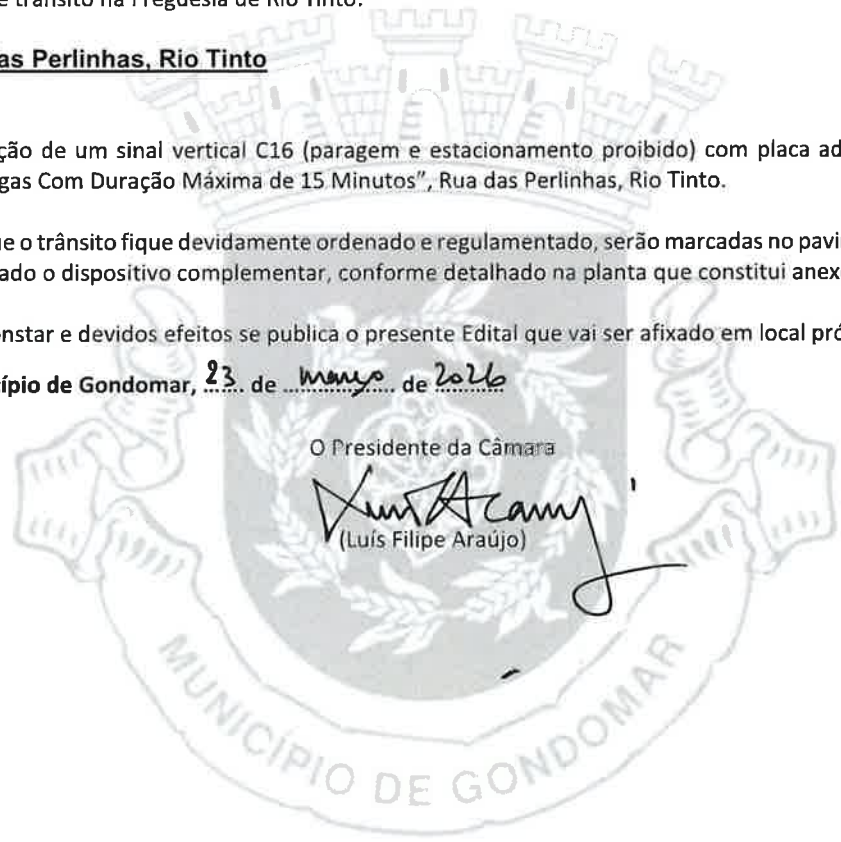 e trânsito na Freguesia de Rio Tinto.
as Perlinhas, Rio Tinto
ção de um sinal vertical C16 (paragem e estacionamento proibido) com placa ad
gas Com Duração Máxima de 15 Minutos", Rua das Perlinhas, Rio Tinto.
ue o trânsito fique devidamente ordenado e regulamentado, serão marcadas no pavi
ado o dispositivo complementar, conforme detalhado na planta que constitui anex
nstar e devidos efeitos se publica o presente Edital que vai ser afixado em local pró
ípio de Gondomar, 23 de março de 2026
O Presidente da Câmara
(Luís Filipe Araújo)
MUNICÍPIO DE GONDOMAR